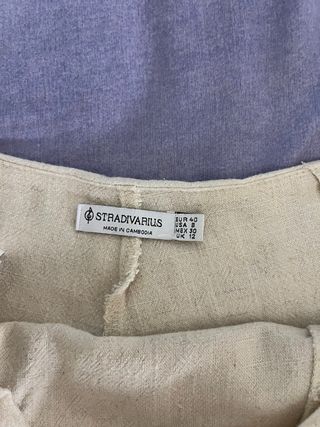 STRADIVARIUS
MADE IN CAMBODIA
EUR 40
USA 8
MEX 30
UK 12